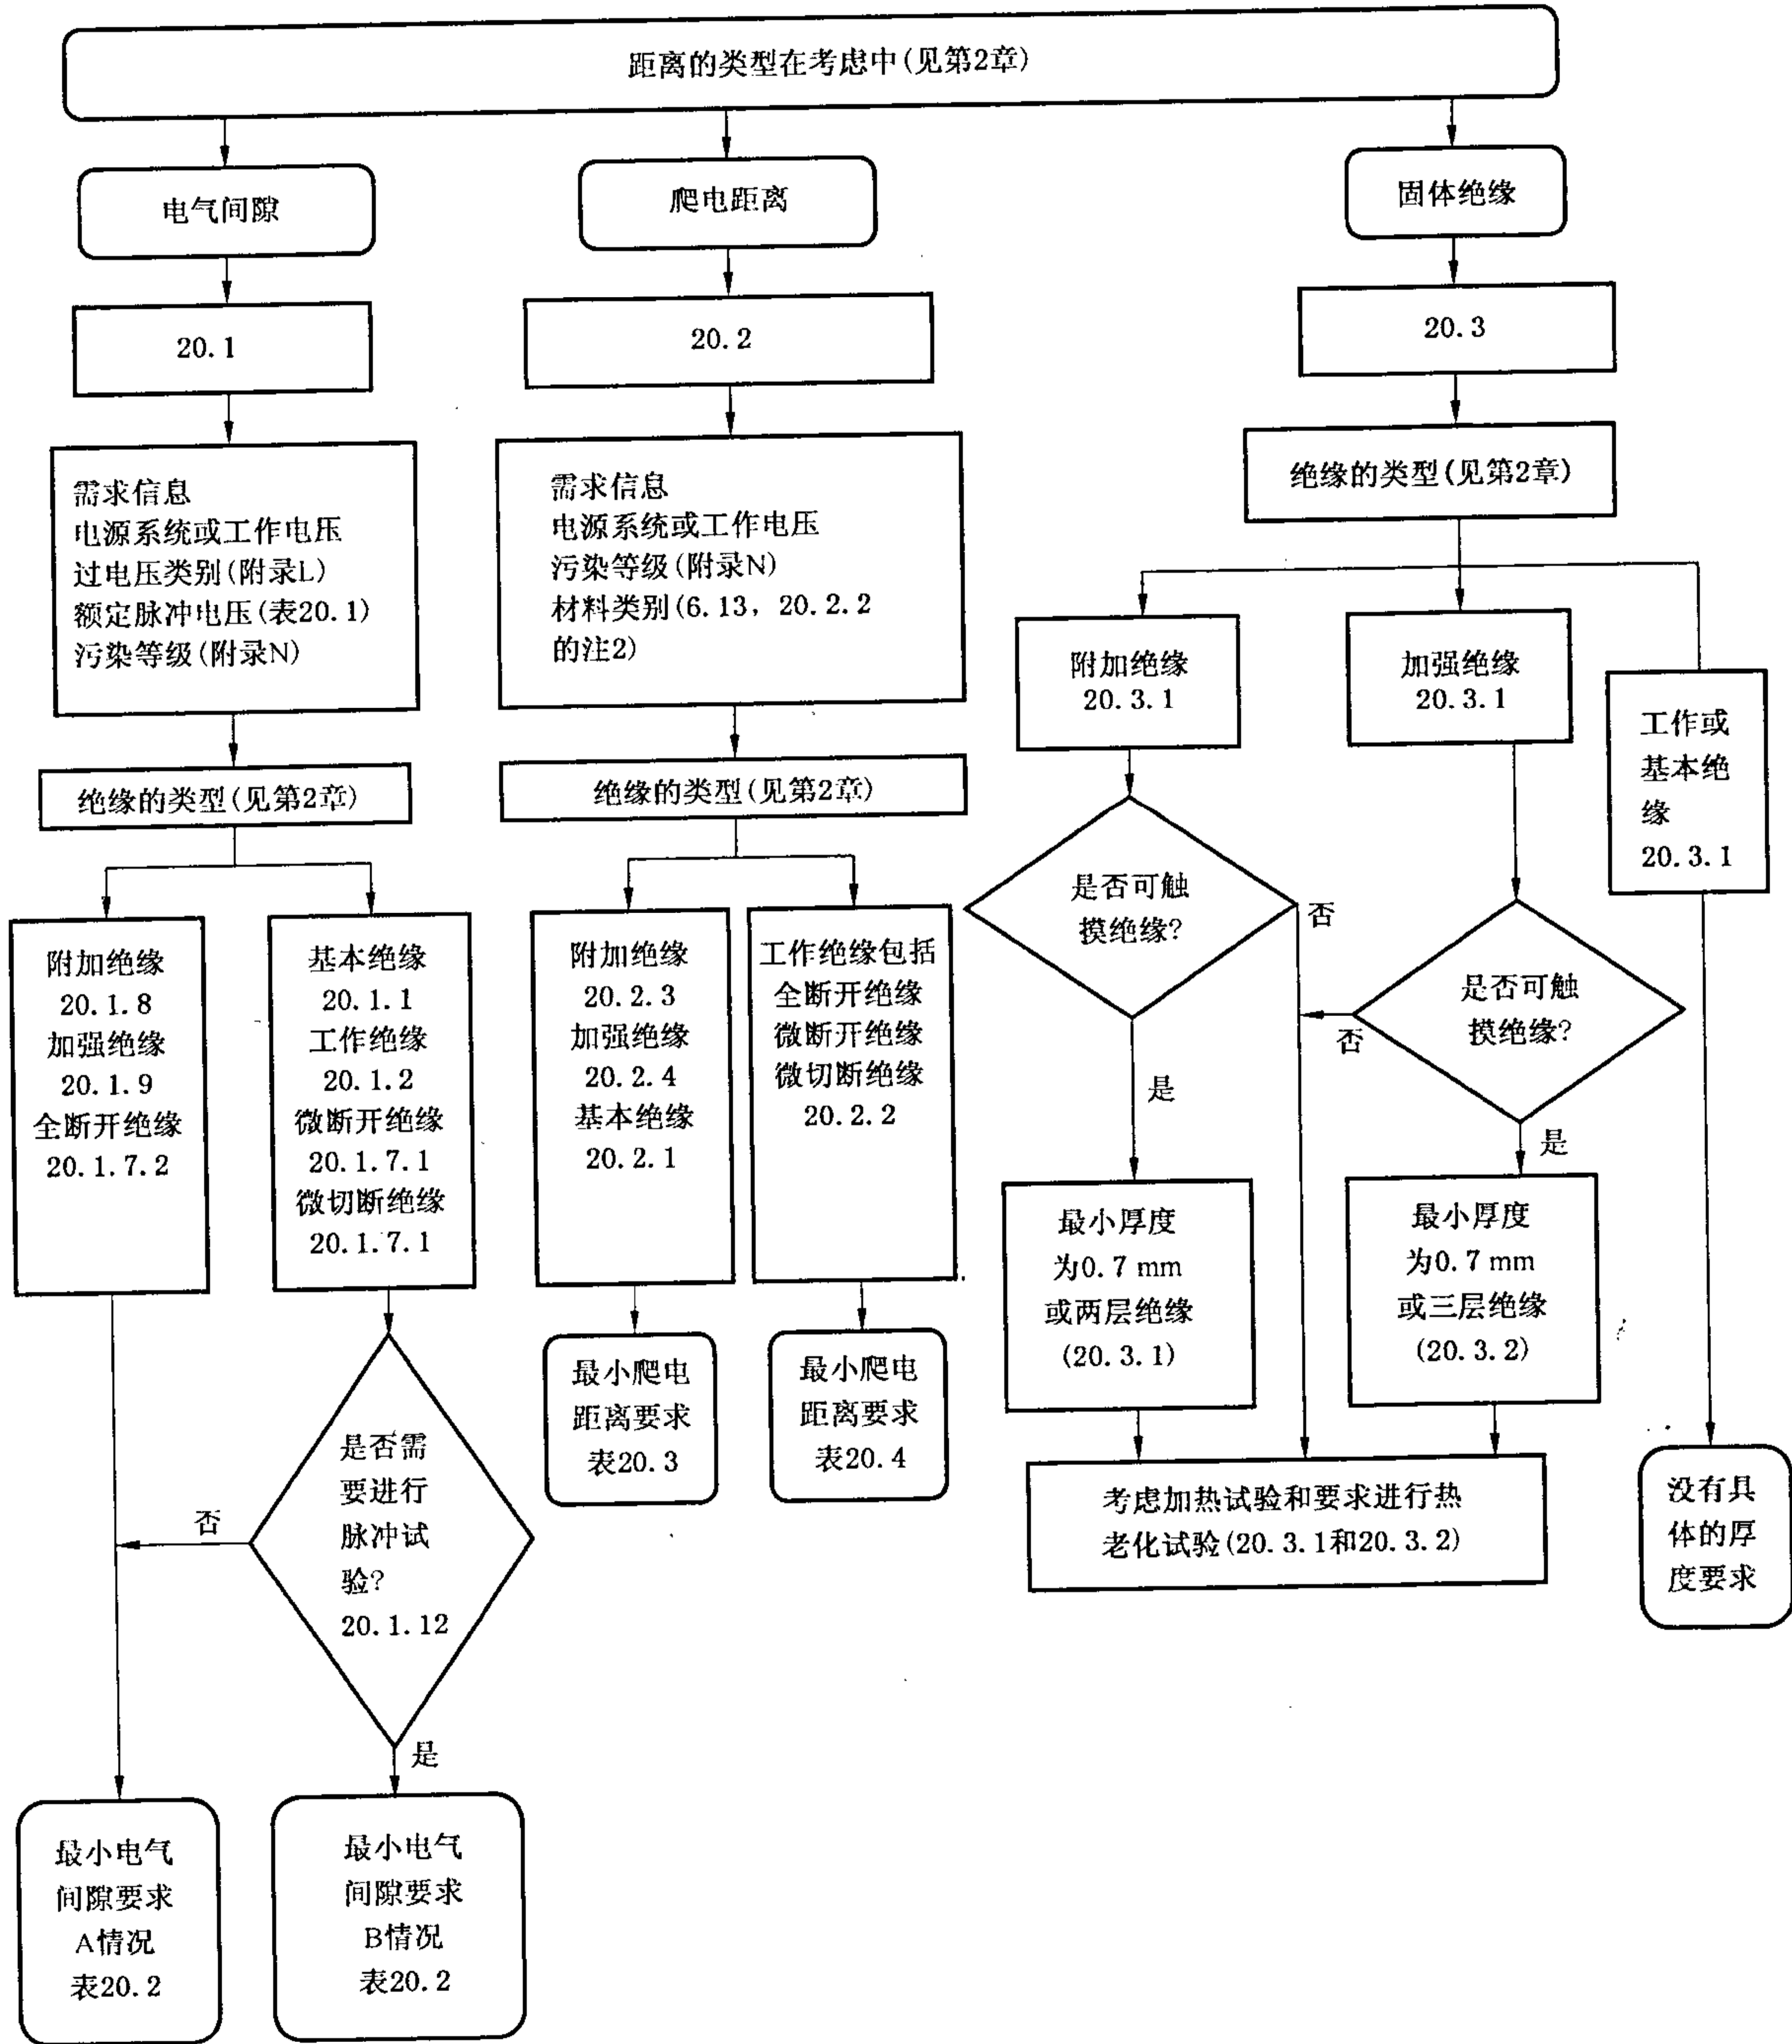 距离的类型在考虑中(见第2章)
电气间隙
爬电距离
固体绝缘
20.1
20.2
20.3
需求信息
电源系统或工作电压
过电压类别(附录L)
额定脉冲电压(表20.1)
污染等级(附录N)
需求信息
电源系统或工作电压
污染等级(附录N)
材料类别(6.13，20.2.2
的注2)
绝缘的类型(见第2章)
绝缘的类型(见第2章)
绝缘的类型(见第2章)
附加绝缘
20.3.1
加强绝缘
20.3.1
工作或
基本绝
缘
20.3.1
附加绝缘
20.1.8
加强绝缘
20.1.9
全断开绝缘
20.1.7.2
基本绝缘
20.1.1
工作绝缘
20.1.2
微断开绝缘
20.1.7.1
微切断绝缘
20.1.7.1
附加绝缘
20.2.3
加强绝缘
20.2.4
基本绝缘
20.2.1
工作绝缘包括
全断开绝缘
微断开绝缘
微切断绝缘
20.2.2
是否可触
摸绝缘?
否
是
是否可触
摸绝缘?
否
是
最小厚度
为0.7 mm
或两层绝缘
(20.3.1)
最小厚度
为0.7 mm
或三层绝缘
(20.3.2)
最小爬电
距离要求
表20.3
最小爬电
距离要求
表20.4
是否需
要进行
脉冲试
验?
20.1.12
否
是
考虑加热试验和要求进行热
老化试验(20.3.1和20.3.2)
没有具
体的厚
度要求
最小电气
间隙要求
A情况
表20.2
最小电气
间隙要求
B情况
表20.2